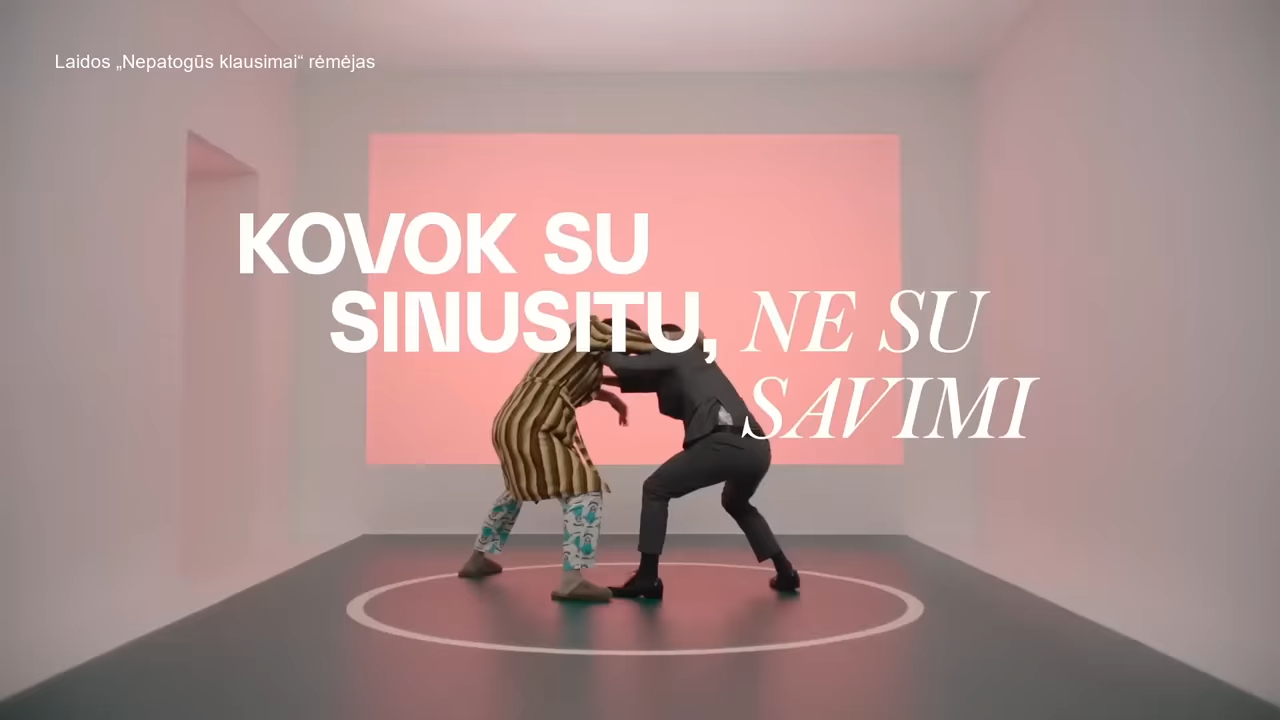 Laidos „Nepatogūs klausimai“ rėmėjas
KOVOK SU
SINUSITU, NE SU
SAVIMI